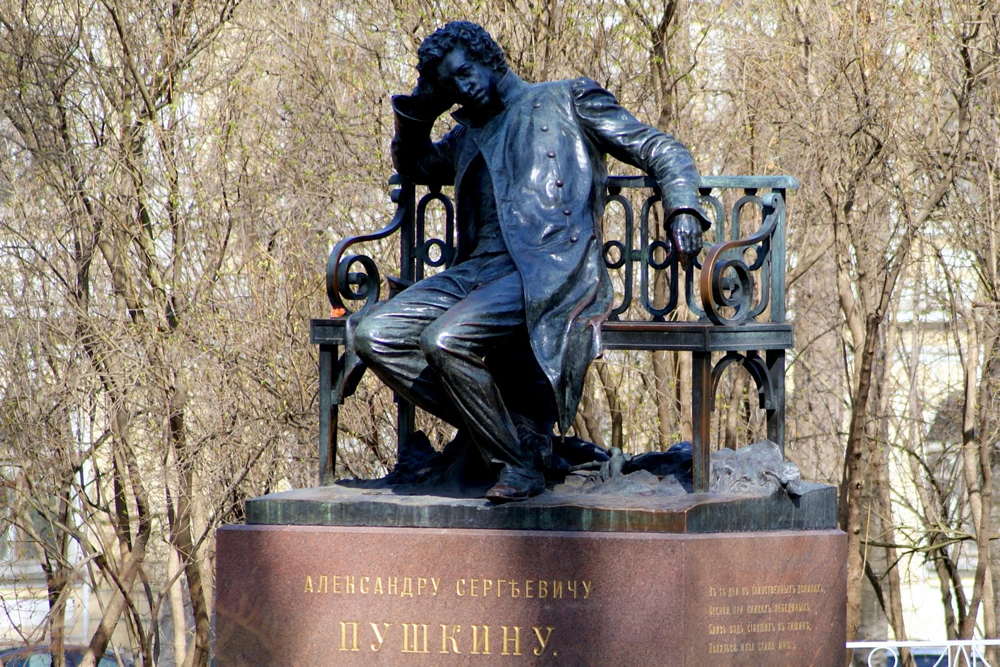 АЛЕКСАНДРУ СЕРГѢЕВИЧУ
ПУШКИНУ.
Въ те дни въ таинственныхъ долинахъ,
Весной, при кликахъ лебединыхъ,
Близъ водъ, сіявшихъ въ тишинѣ,
Являться муза стала мнѣ.